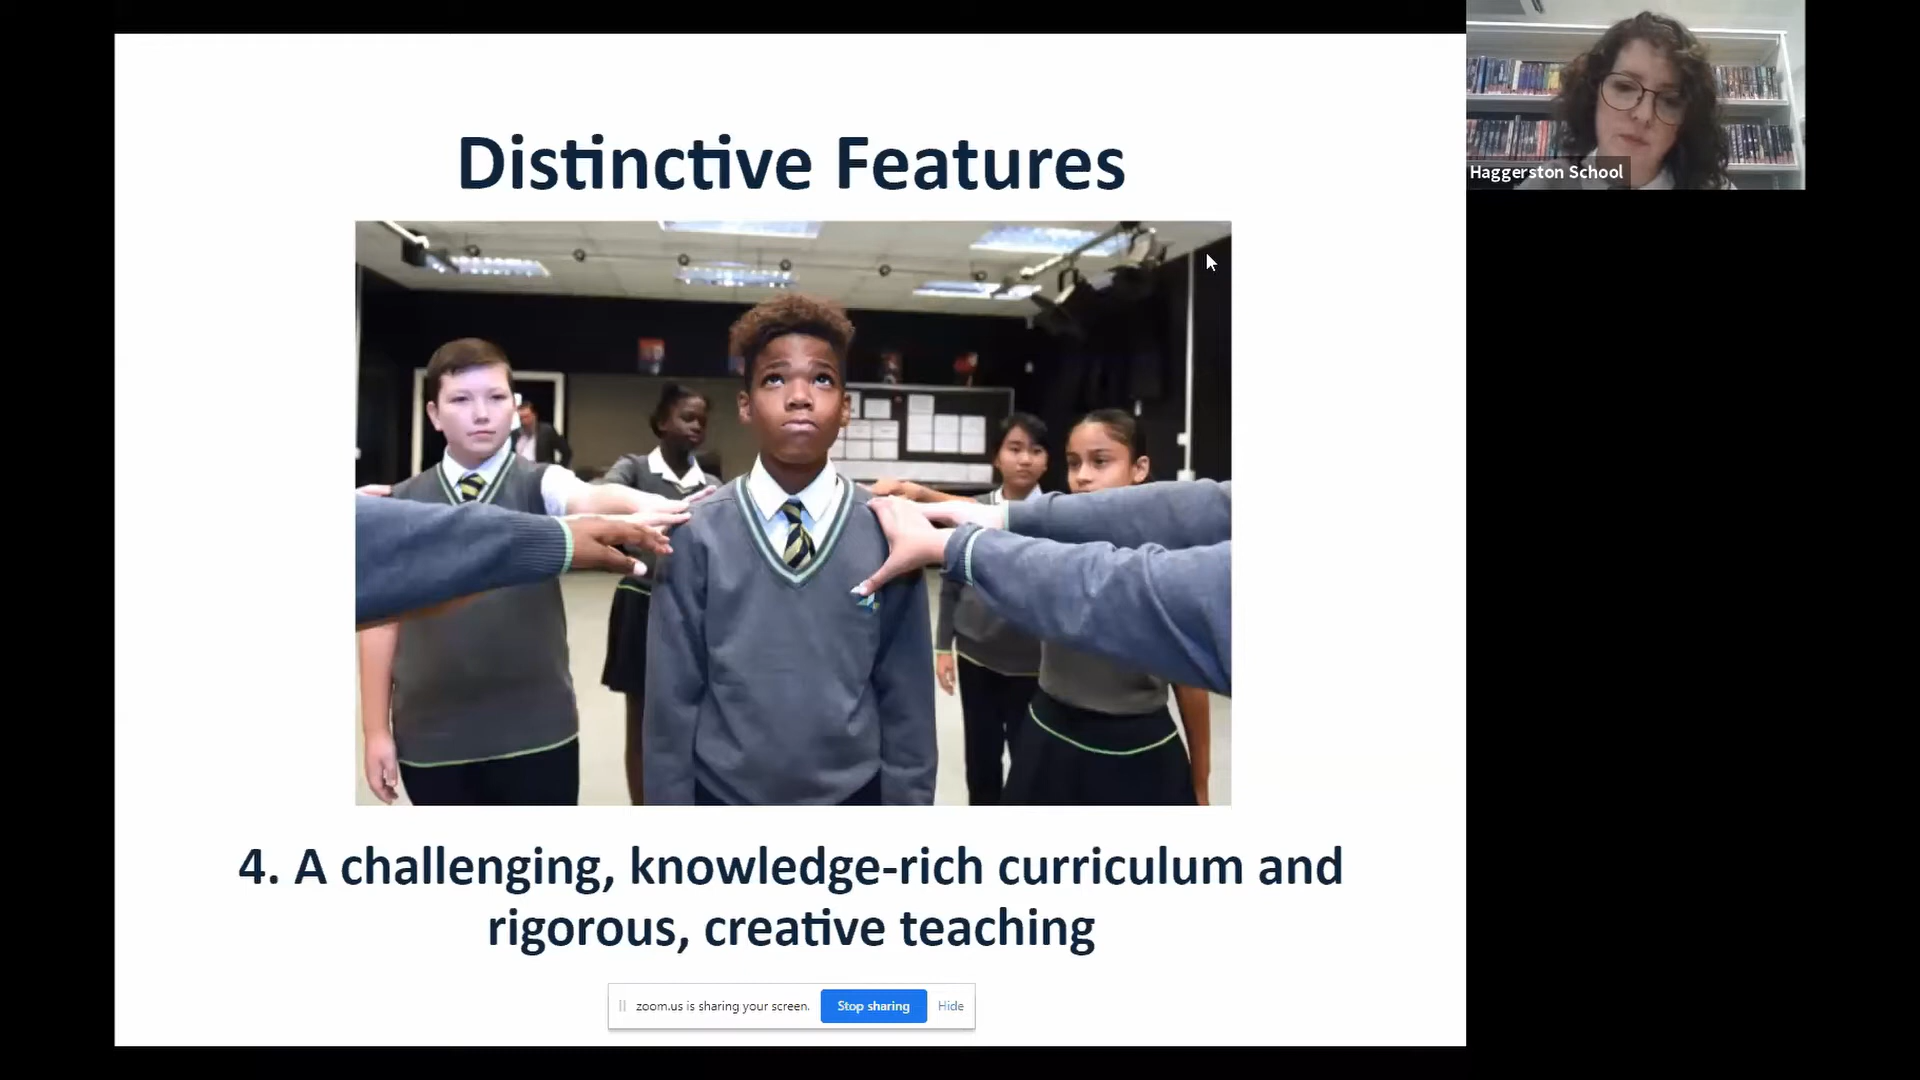 Distinctive Features
Haggerston School
4. A challenging, knowledge-rich curriculum and
rigorous, creative teaching
zoom.us is sharing your screen.
Stop sharing
Hide